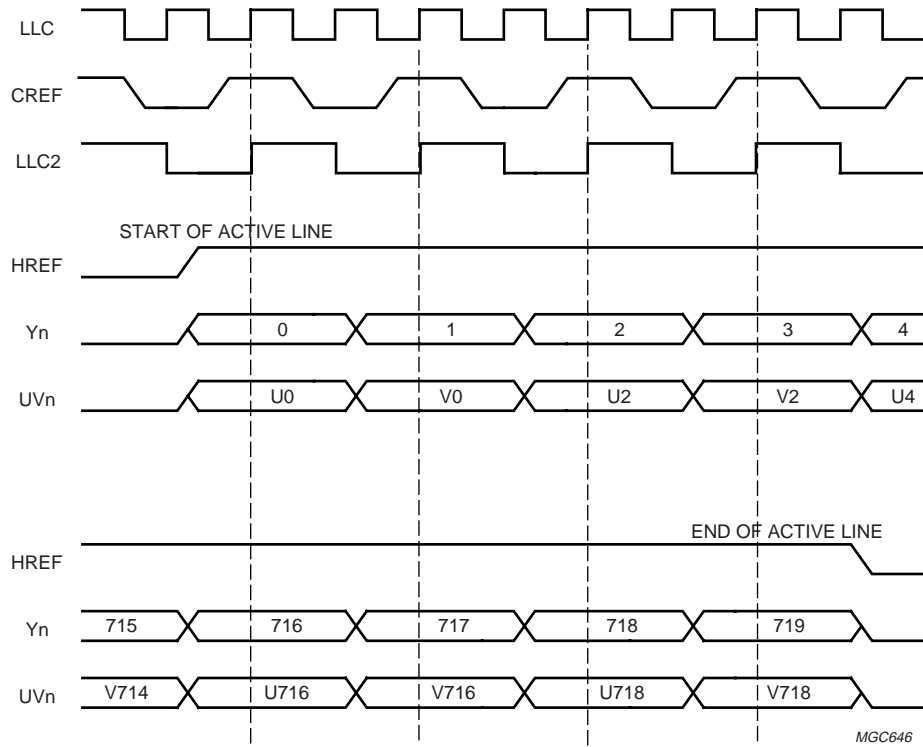 LLC
CREF
LLC2
START OF ACTIVE LINE
HREF
Yn 0 1 2 3 4
UVn U0 V0 U2 V2 U4
END OF ACTIVE LINE
HREF
Yn 715 716 717 718 719
UVn V714 U716 V716 U718 V718
MGC646